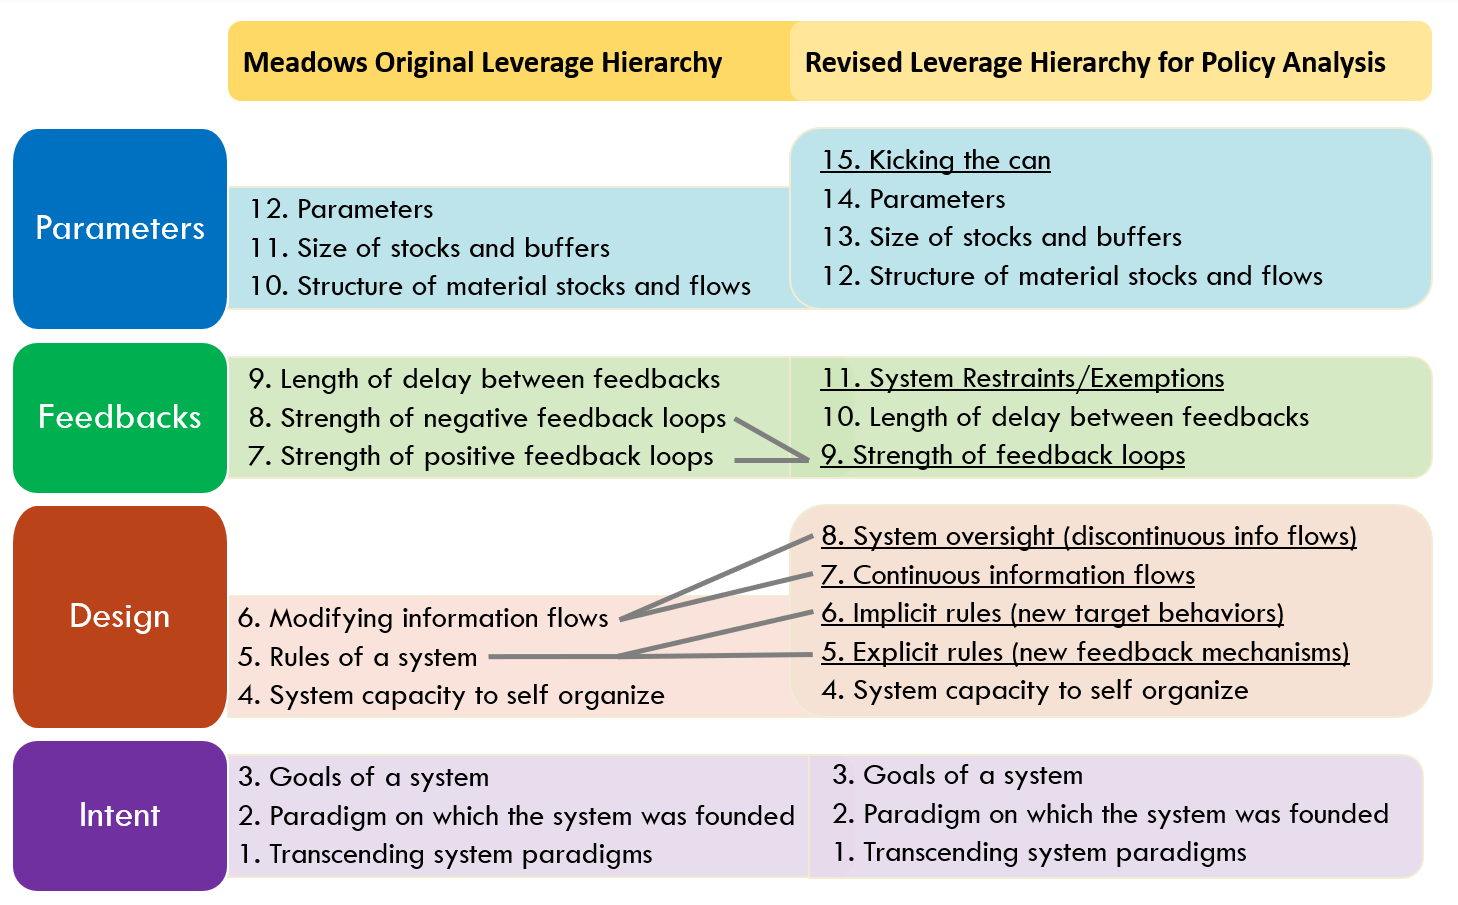 Meadows Original Leverage Hierarchy
Revised Leverage Hierarchy for Policy Analysis
Parameters
12. Parameters
11. Size of stocks and buffers
10. Structure of material stocks and flows
15. Kicking the can
14. Parameters
13. Size of stocks and buffers
12. Structure of material stocks and flows
Feedbacks
9. Length of delay between feedbacks
8. Strength of negative feedback loops
7. Strength of positive feedback loops
11. System Restraints/Exemptions
10. Length of delay between feedbacks
9. Strength of feedback loops
Design
6. Modifying information flows
5. Rules of a system
4. System capacity to self organize
8. System oversight (discontinuous info flows)
7. Continuous information flows
6. Implicit rules (new target behaviors)
5. Explicit rules (new feedback mechanisms)
4. System capacity to self organize
Intent
3. Goals of a system
2. Paradigm on which the system was founded
1. Transcending system paradigms
3. Goals of a system
2. Paradigm on which the system was founded
1. Transcending system paradigms